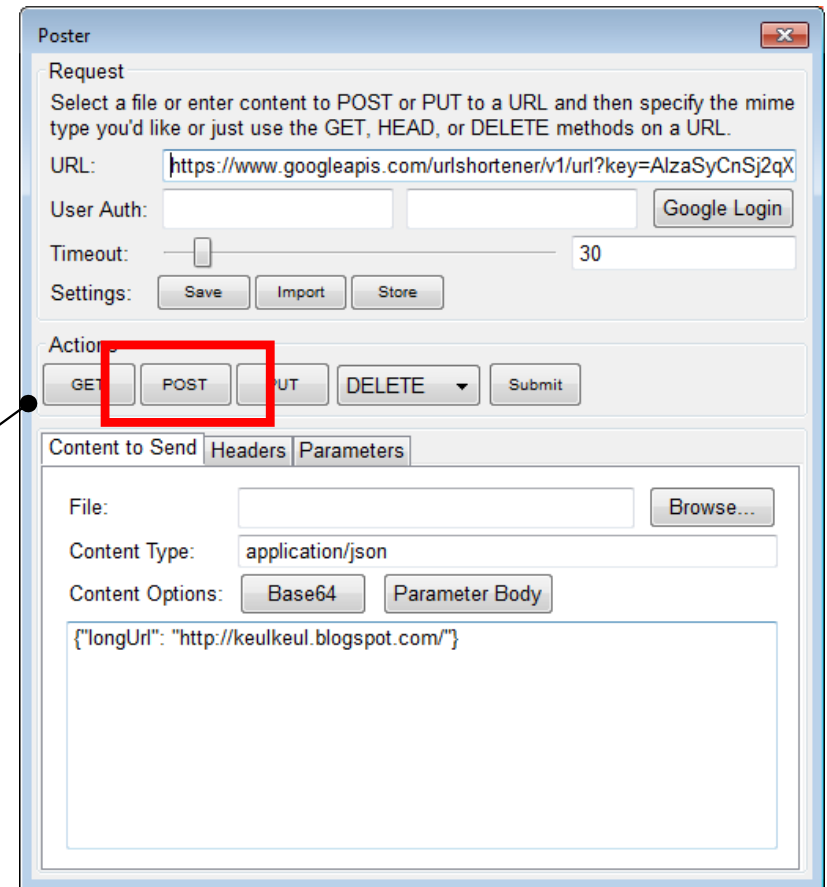 Poster
Request
Select a file or enter content to POST or PUT to a URL and then specify the mime
type you'd like or just use the GET, HEAD, or DELETE methods on a URL.
URL: https://www.googleapis.com/urlshortener/v1/url?key=AIzaSyCnSj2qX
User Auth: Google Login
Timeout: 30
Settings: Save Import Store
Actions
GET POST PUT DELETE Submit
Content to Send Headers Parameters
File: Browse...
Content Type: application/json
Content Options: Base64 Parameter Body
{"longUrl": "http://keulkeul.blogspot.com/"}